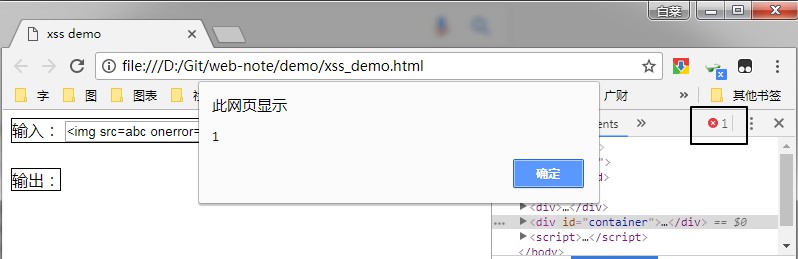 白菜
xss demo
file:///D:/Git/web-note/demo/xss_demo.html
字 图 图表 广财 » 其他书签
此网页显示
1
确定
输入： <img src=abc onerror=
输出：
ents » 1
<div>…</div>
<div id="container">…</div> == $0
<script>…</script>
</body>